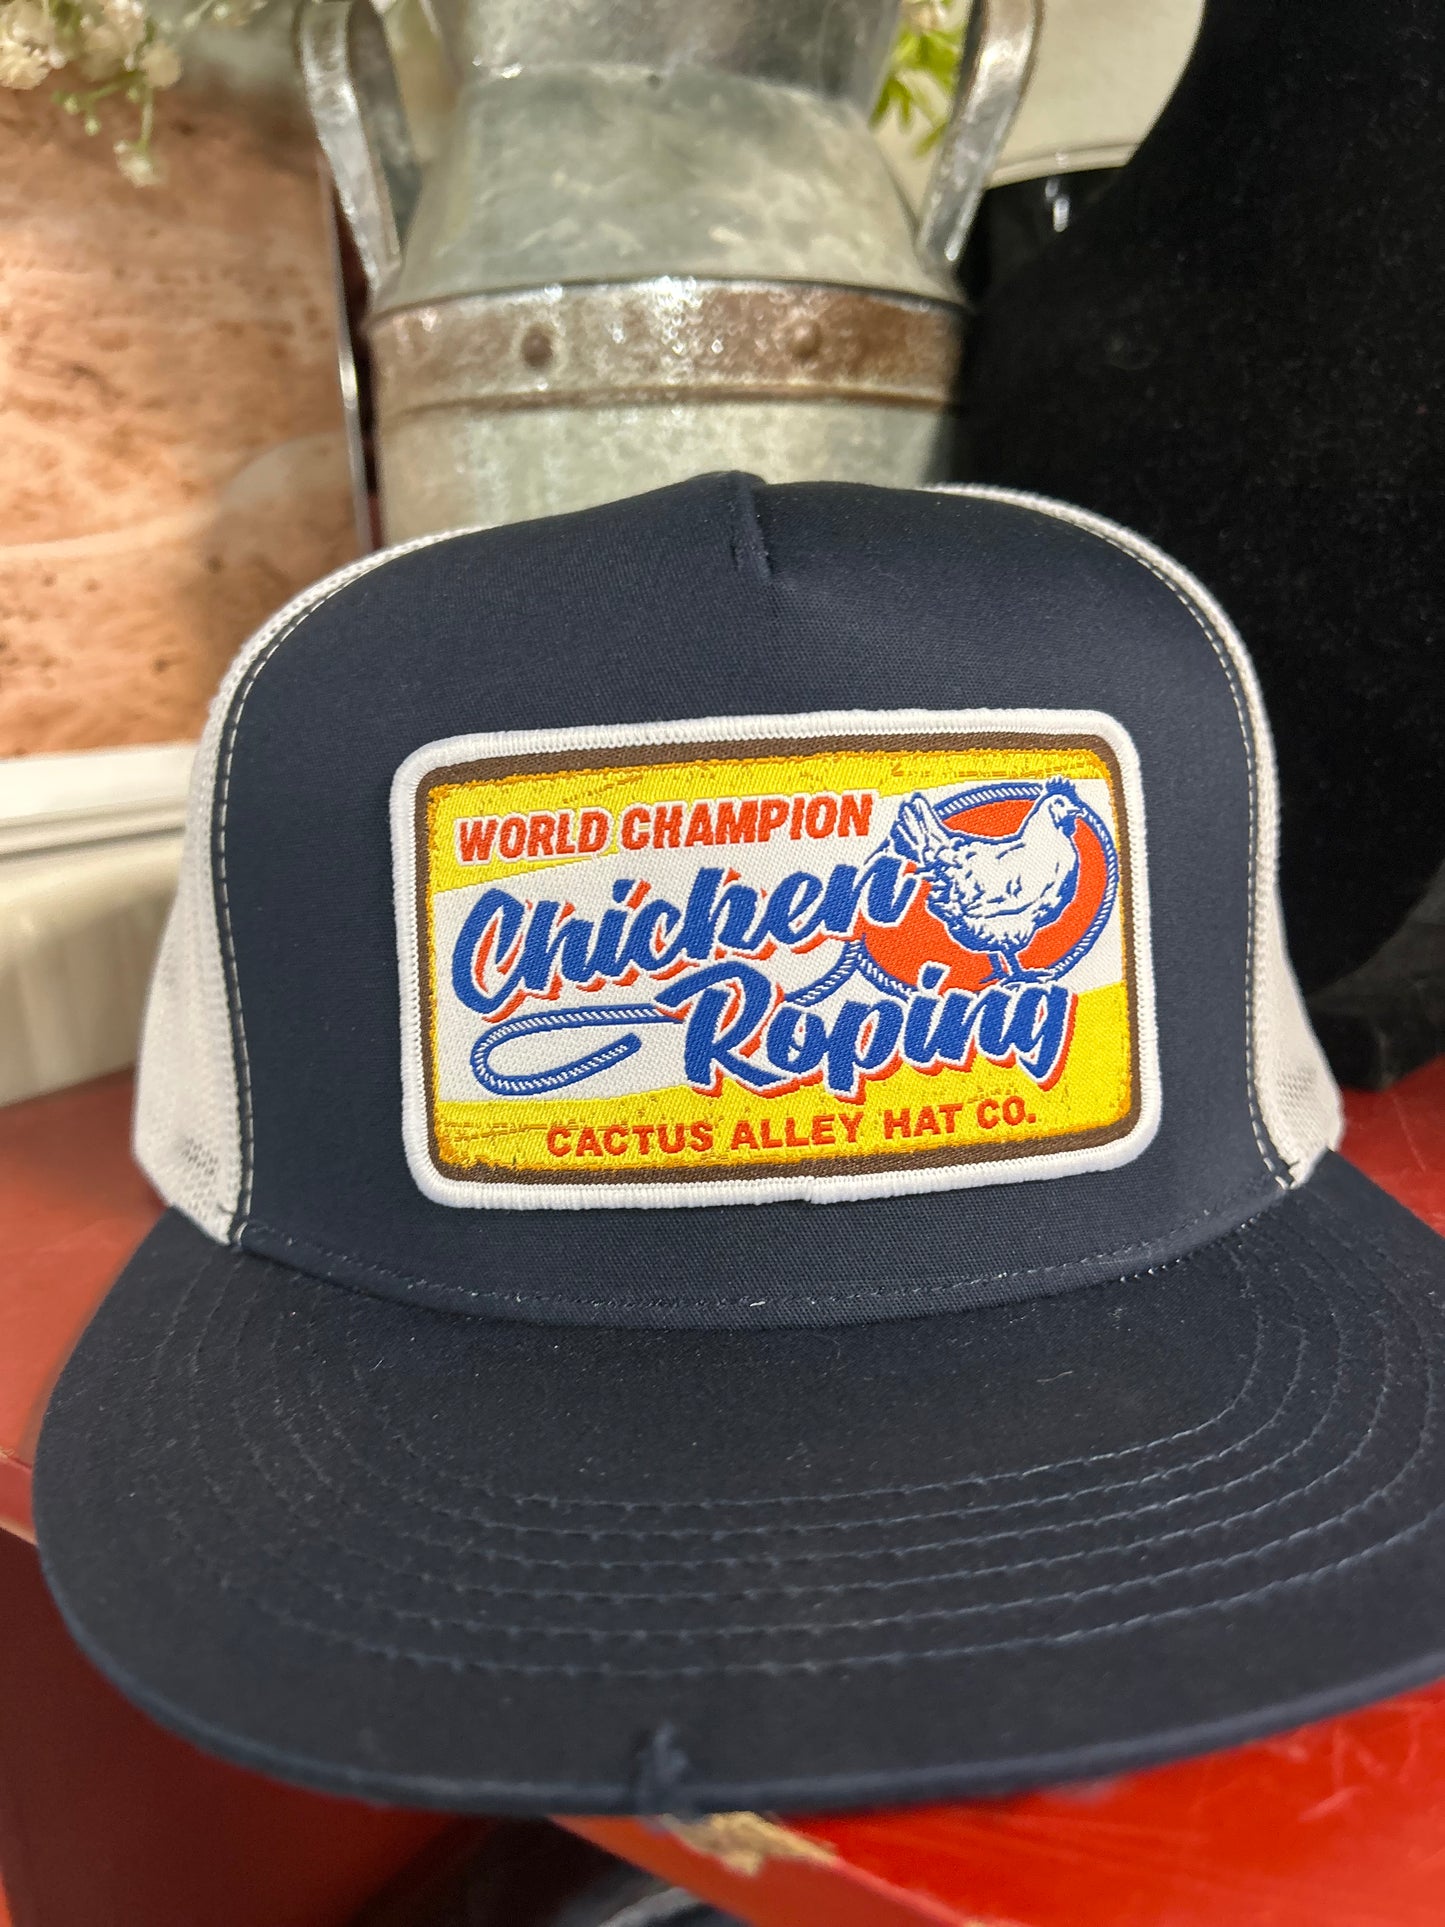 WORLD CHAMPION
Chicken
Roping
CACTUS ALLEY HAT CO.